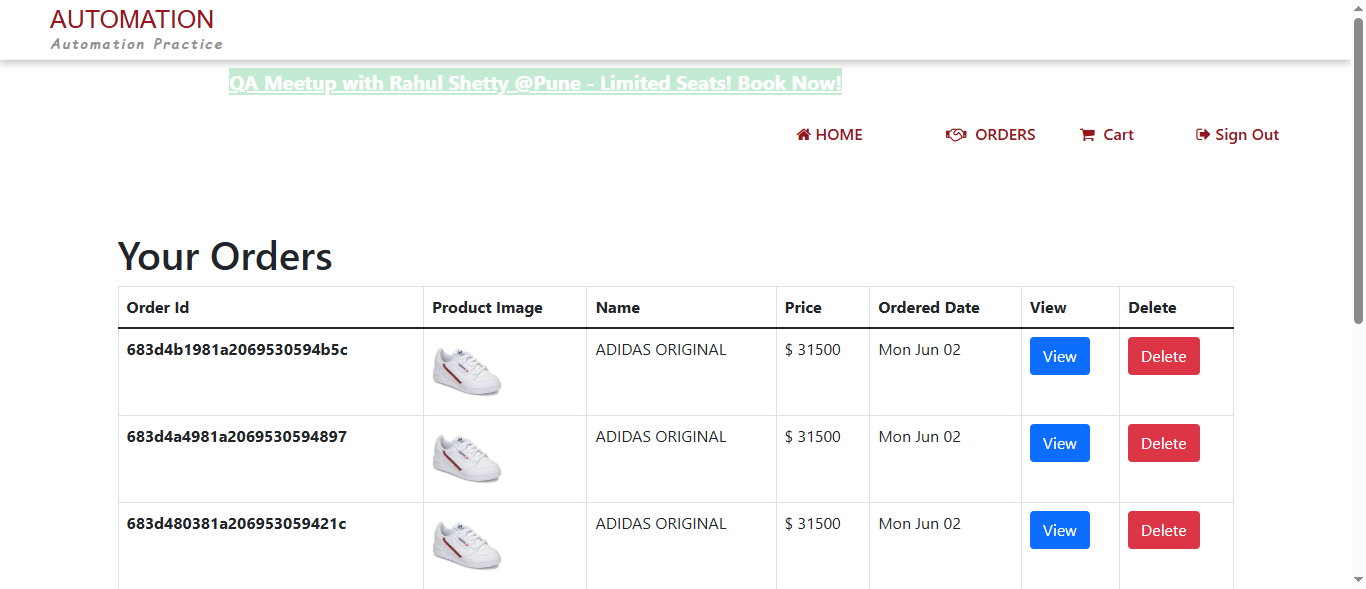 AUTOMATION
Automation Practice
QA Meetup with Rahul Shetty @Pune - Limited Seats! Book Now!
HOME ORDERS Cart Sign Out
Your Orders
Order Id Product Image Name Price Ordered Date View Delete
683d4b1981a2069530594b5c ADIDAS ORIGINAL $ 31500 Mon Jun 02 View Delete
683d4a4981a2069530594897 ADIDAS ORIGINAL $ 31500 Mon Jun 02 View Delete
683d480381a206953059421c ADIDAS ORIGINAL $ 31500 Mon Jun 02 View Delete